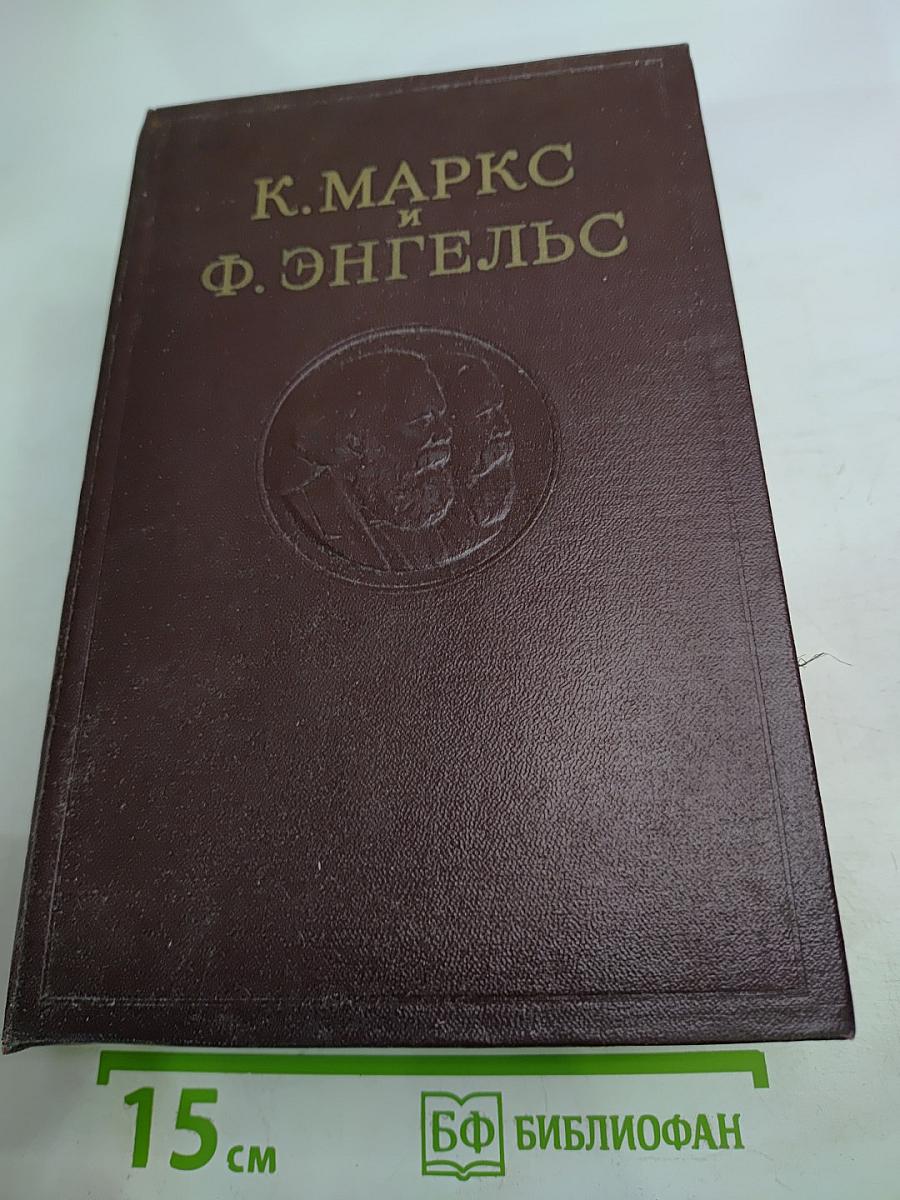 К. МАРКС
и
Ф. ЭНГЕЛЬС
15 см
БФ БИБЛИОФАН